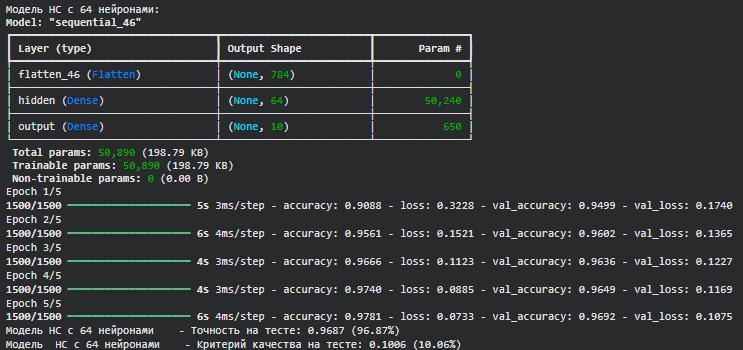 Модель НС с 64 нейронами:
Model: "sequential_46"
Layer (type) Output Shape Param #
flatten_46 (Flatten) (None, 784) 0
hidden (Dense) (None, 64) 50,240
output (Dense) (None, 10) 650
Total params: 50,890 (198.79 KB)
Trainable params: 50,890 (198.79 KB)
Non-trainable params: 0 (0.00 B)
Epoch 1/5
1500/1500 5s 3ms/step - accuracy: 0.9088 - loss: 0.3228 - val_accuracy: 0.9499 - val_loss: 0.1740
Epoch 2/5
1500/1500 6s 4ms/step - accuracy: 0.9561 - loss: 0.1521 - val_accuracy: 0.9602 - val_loss: 0.1365
Epoch 3/5
1500/1500 4s 3ms/step - accuracy: 0.9666 - loss: 0.1123 - val_accuracy: 0.9636 - val_loss: 0.1227
Epoch 4/5
1500/1500 4s 3ms/step - accuracy: 0.9740 - loss: 0.0885 - val_accuracy: 0.9649 - val_loss: 0.1169
Epoch 5/5
1500/1500 6s 4ms/step - accuracy: 0.9781 - loss: 0.0733 - val_accuracy: 0.9692 - val_loss: 0.1075
Модель НС с 64 нейронами - Точность на тесте: 0.9687 (96.87%)
Модель НС с 64 нейронами - Критерий качества на тесте: 0.1006 (10.06%)